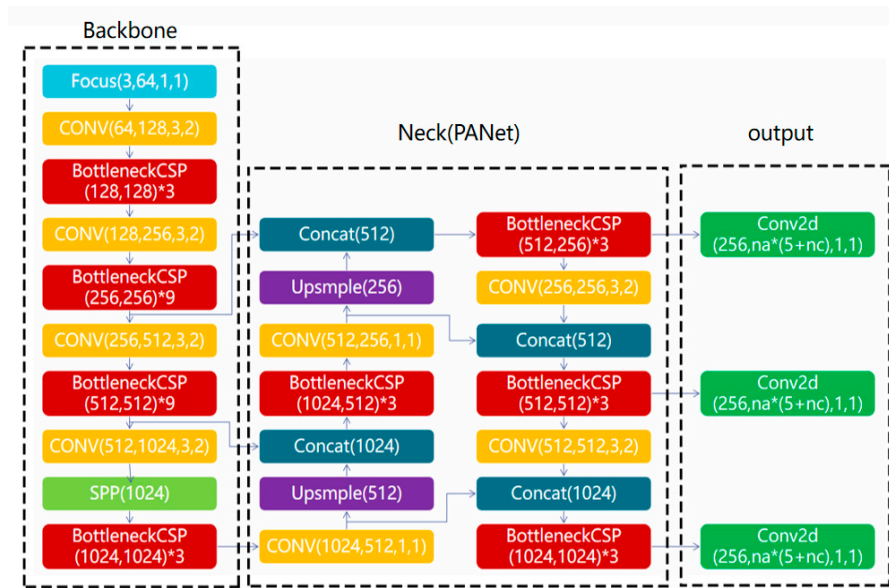 Backbone
Focus(3,64,1,1)
CONV(64,128,3,2)
BottleneckCSP
(128,128)*3
CONV(128,256,3,2)
BottleneckCSP
(256,256)*9
CONV(256,512,3,2)
BottleneckCSP
(512,512)*9
CONV(512,1024,3,2)
SPP(1024)
BottleneckCSP
(1024,1024)*3
Neck(PANet)
Concat(512)
Upsmple(256)
CONV(512,256,1,1)
BottleneckCSP
(1024,512)*3
Concat(1024)
Upsmple(512)
CONV(1024,512,1,1)
BottleneckCSP
(512,256)*3
CONV(256,256,3,2)
Concat(512)
BottleneckCSP
(512,512)*3
CONV(512,512,3,2)
Concat(1024)
BottleneckCSP
(1024,1024)*3
output
Conv2d
(256,na*(5+nc),1,1)
Conv2d
(256,na*(5+nc),1,1)
Conv2d
(256,na*(5+nc),1,1)